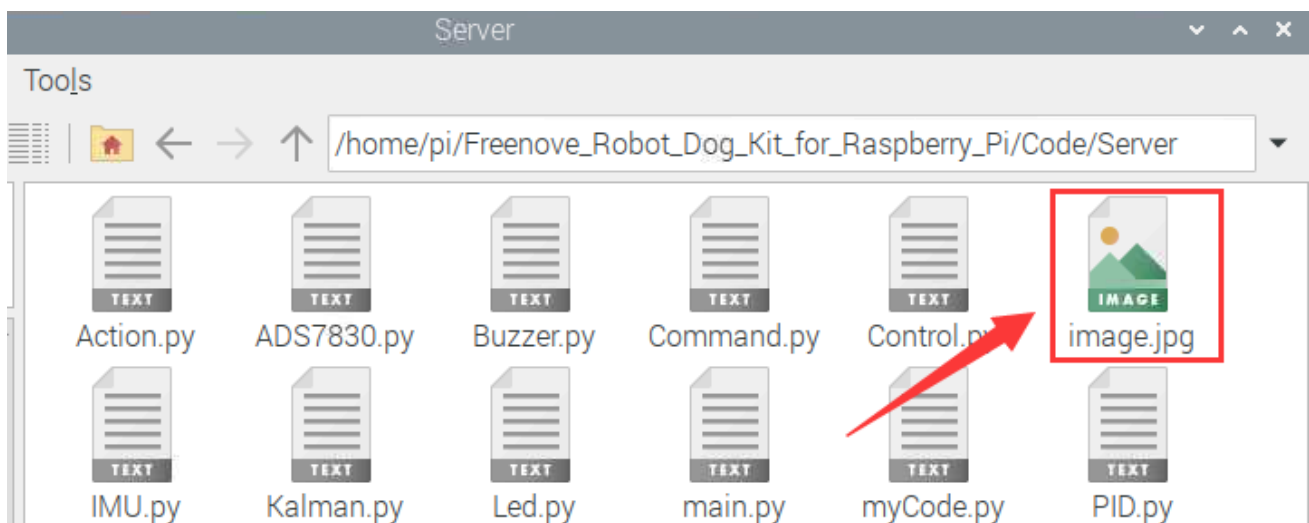 Server
Tools
/home/pi/Freenove_Robot_Dog_Kit_for_Raspberry_Pi/Code/Server
TEXT TEXT TEXT TEXT TEXT IMAGE
Action.py ADS7830.py Buzzer.py Command.py Control.py image.jpg
TEXT TEXT TEXT TEXT TEXT TEXT
IMU.py Kalman.py Led.py main.py myCode.py PID.py